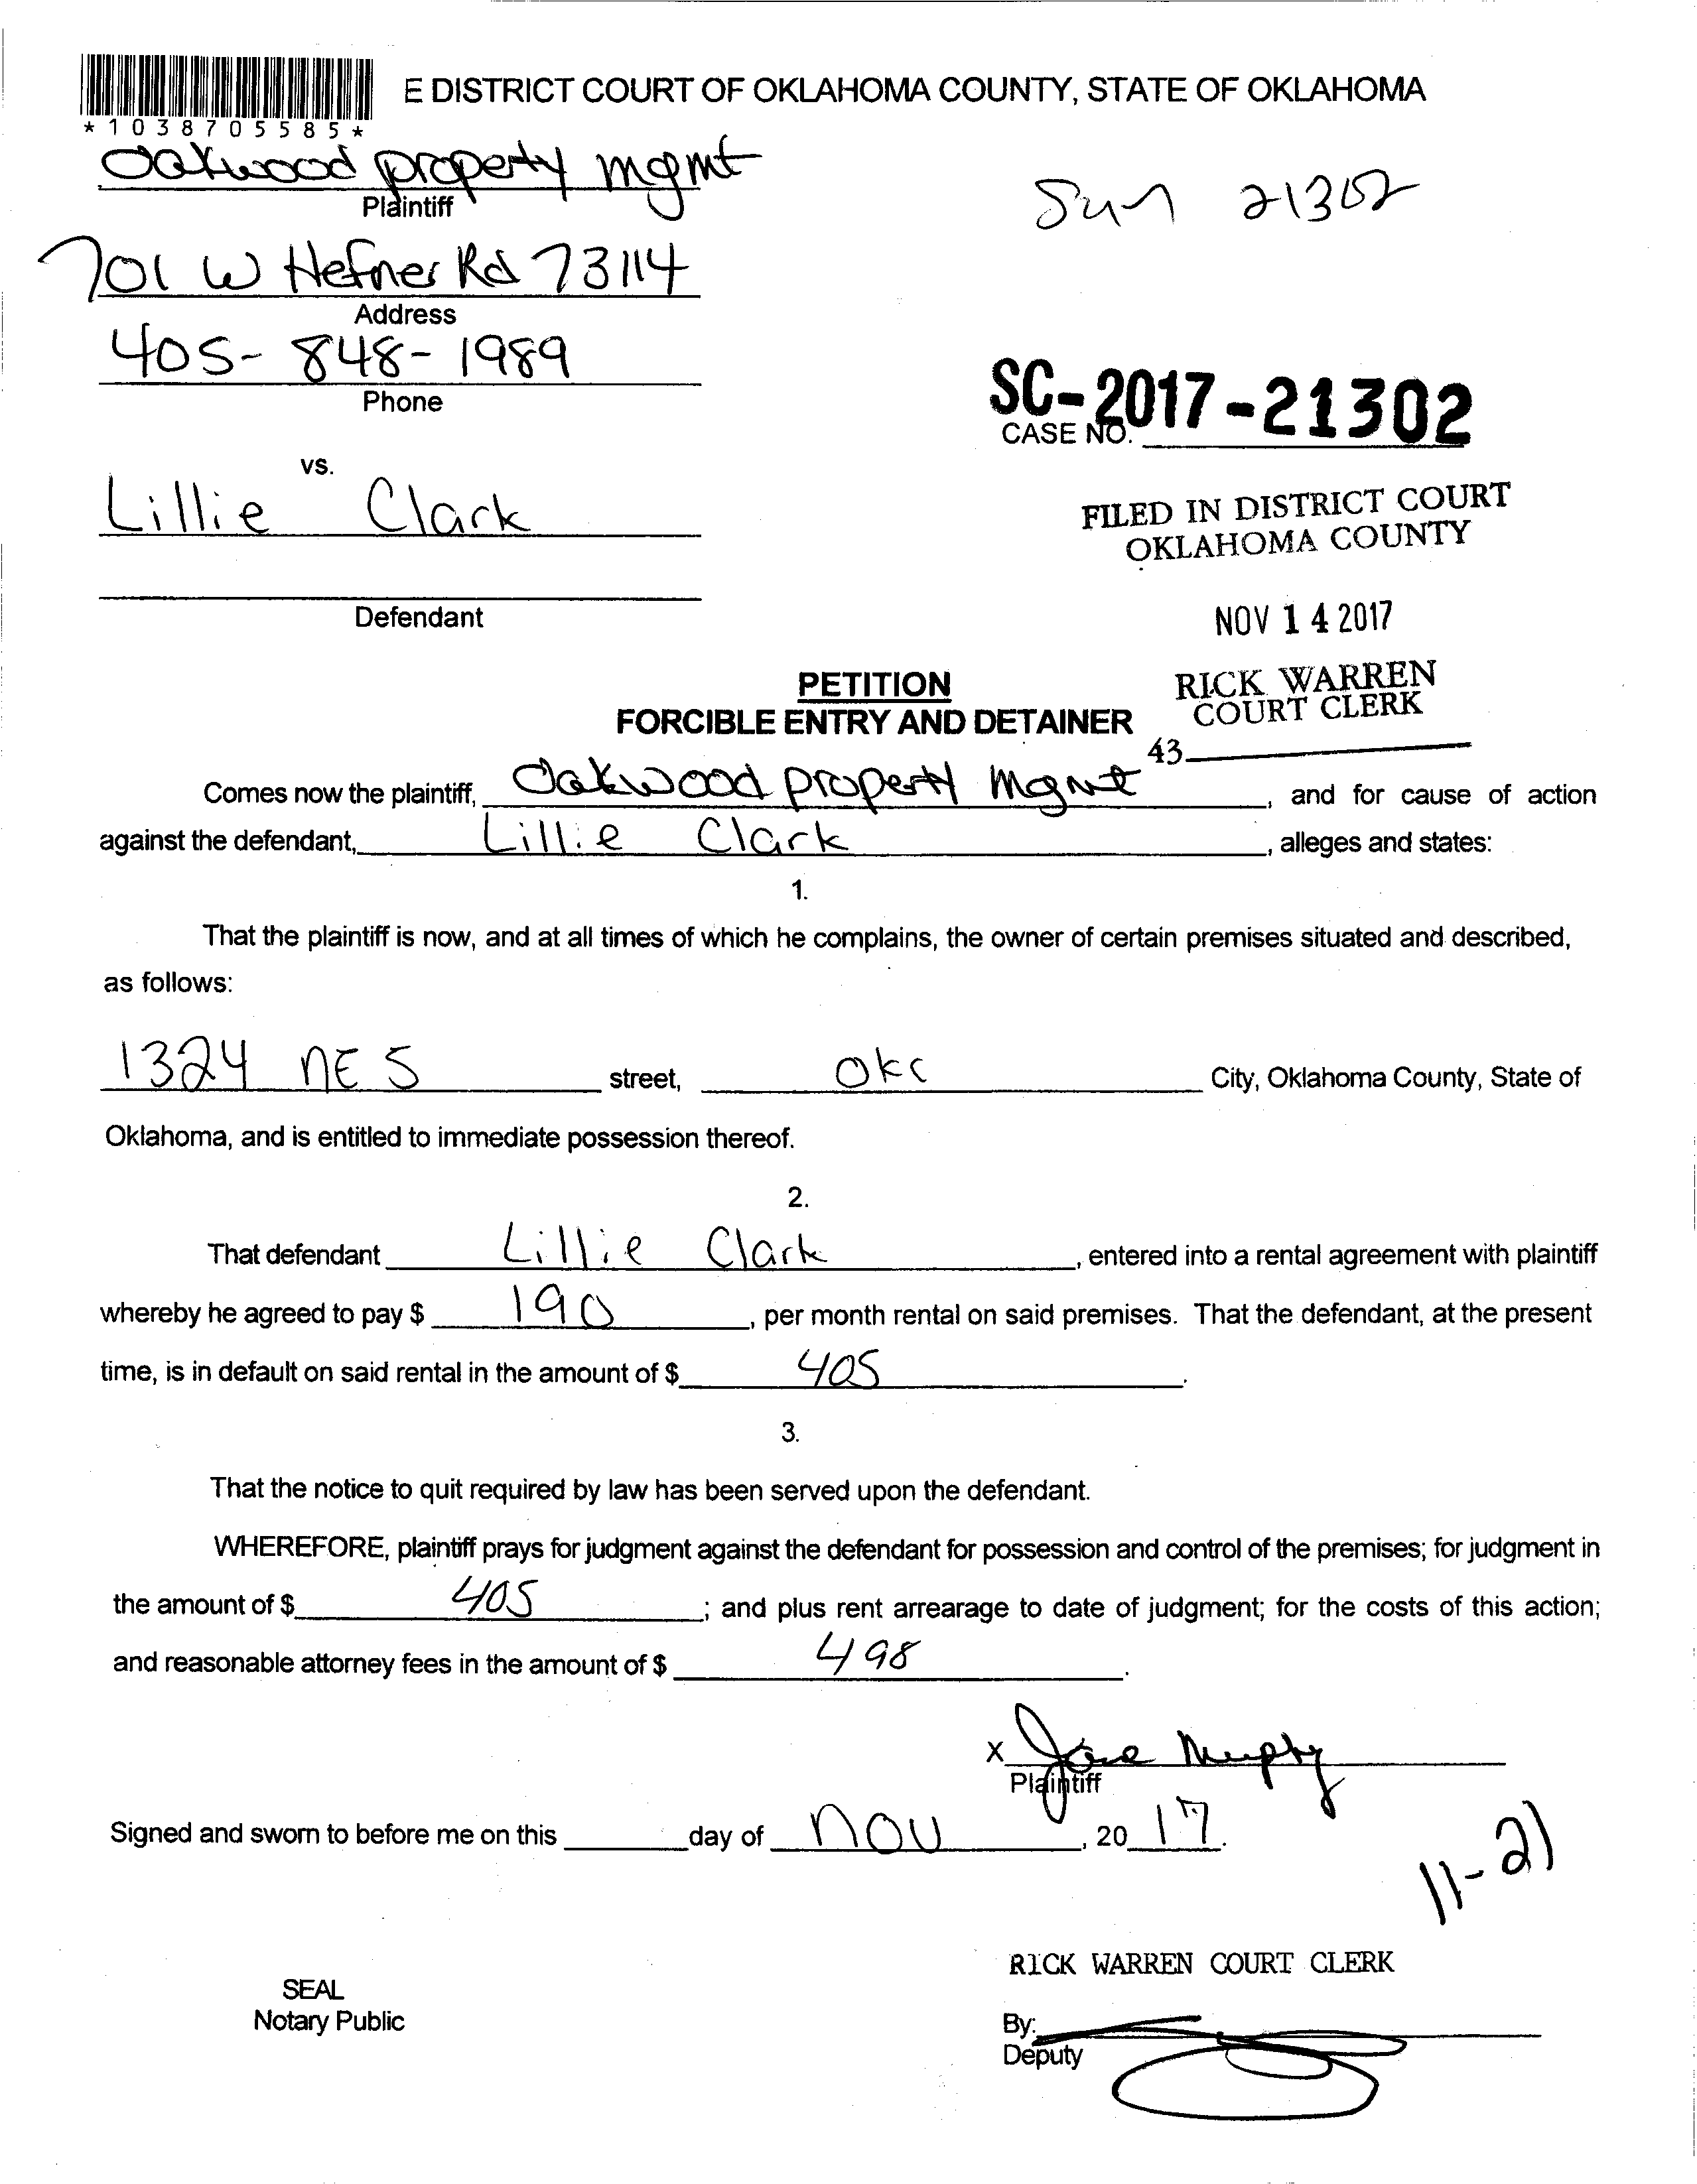 E DISTRICT COURT OF OKLAHOMA COUNTY, STATE OF OKLAHOMA
*1038705585*
Oakwood property mgmt
Plaintiff
21302
701 W Hefner Rd 73114
Address
405-848-1989
Phone
SC-2017-21302
CASE NO.
vs.
Lillie Clark
FILED IN DISTRICT COURT
OKLAHOMA COUNTY
Defendant
NOV 14 2017
PETITION
RICK WARREN
COURT CLERK
FORCIBLE ENTRY AND DETAINER
43
Comes now the plaintiff, Oakwood property Mgmt, and for cause of action
against the defendant, Lillie Clark, alleges and states:
1.
That the plaintiff is now, and at all times of which he complains, the owner of certain premises situated and described,
as follows:
1324 NE 5 street, OKC City, Oklahoma County, State of
Oklahoma, and is entitled to immediate possession thereof.
2.
That defendant Lillie Clark, entered into a rental agreement with plaintiff
whereby he agreed to pay $ 190, per month rental on said premises. That the defendant, at the present
time, is in default on said rental in the amount of $ 405.
3.
That the notice to quit required by law has been served upon the defendant.
WHEREFORE, plaintiff prays for judgment against the defendant for possession and control of the premises; for judgment in
the amount of $ 405; and plus rent arrearage to date of judgment; for the costs of this action;
and reasonable attorney fees in the amount of $ 498.
X Jane Murphy
Plaintiff
Signed and sworn to before me on this day of NOV, 2017.
11-21
RICK WARREN COURT CLERK
SEAL
Notary Public
By:
Deputy